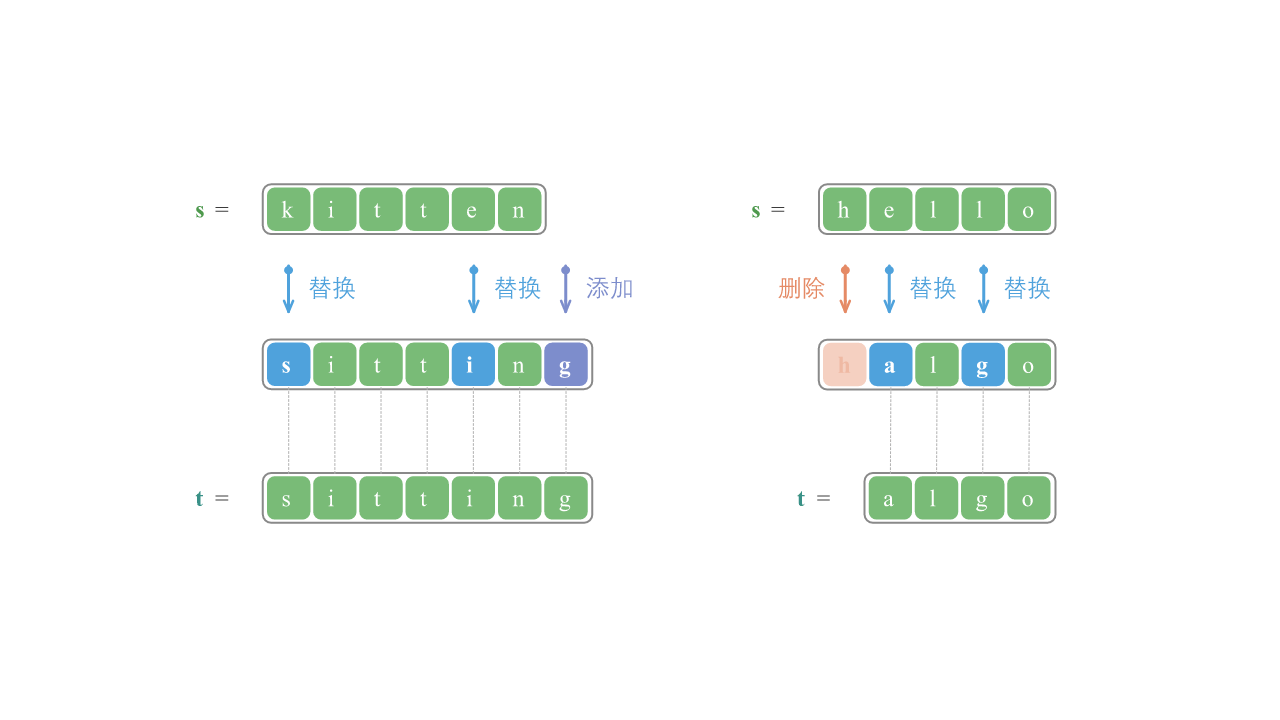 s = k i t t e n
替换 替换 添加
s i t t i n g
t = s i t t i n g
s = h e l l o
删除 替换 替换
h a l g o
t = a l g o